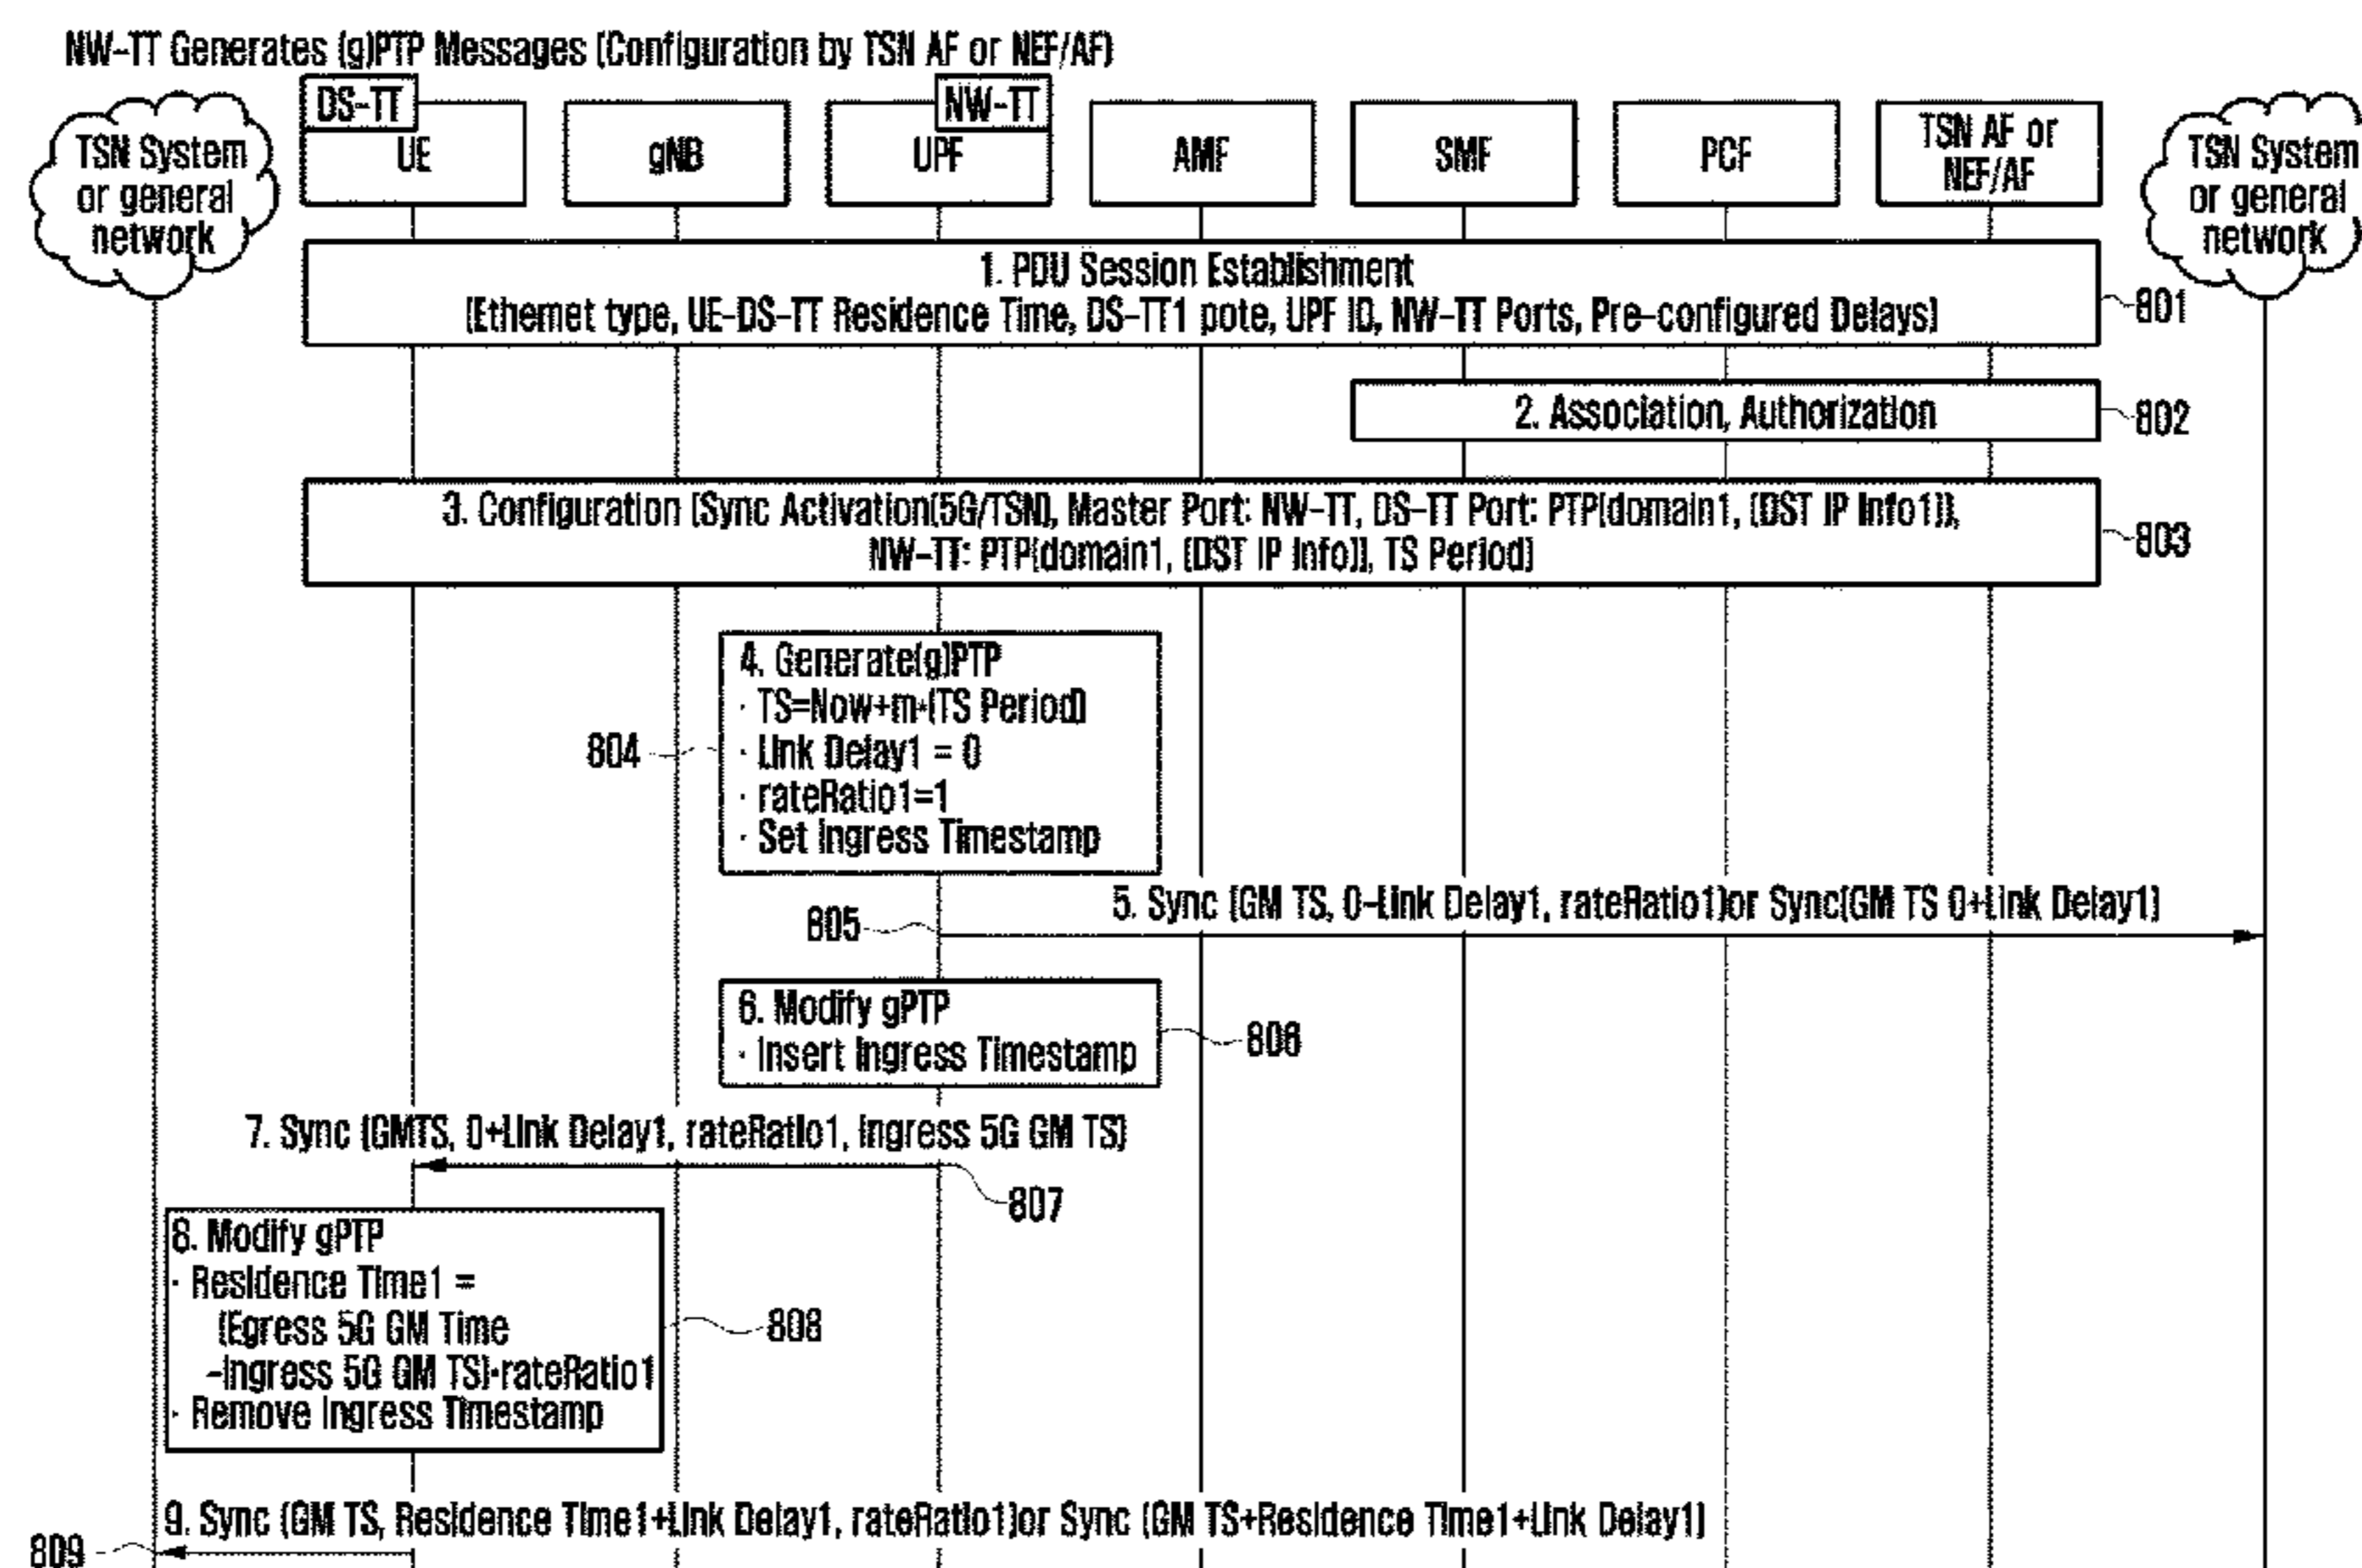 NW-TT Generates (g)PTP Messages (Configuration by TSN AF or NEF/AF)
TSN System
or general
network
DS-TT
UE
gNB
NW-TT
UPF
AMF
SMF
PCF
TSN AF or
NEF/AF
TSN System
or general
network
1. PDU Session Establishment
(Ethernet type, UE-DS-TT Residence Time, DS-TT1 pote, UPF ID, NW-TT Ports, Pre-configured Delays)
801
2. Association, Authorization
802
3. Configuration (Sync Activation(5G/TSN), Master Port: NW-TT, DS-TT Port: PTP(domain1, (DST IP Info1)),
NW-TT: PTP(domain1, (DST IP Info)), TS Period)
803
4. Generate(g)PTP
· TS=Now+m*(TS Period)
· Link Delay1 = 0
· rateRatio1=1
· Set Ingress Timestamp
804
5. Sync (GM TS, 0-Link Delay1, rateRatio1)or Sync(GM TS 0+Link Delay1)
805
6. Modify gPTP
· Insert Ingress Timestamp
806
7. Sync (GMTS, 0+Link Delay1, rateRatio1, Ingress 5G GM TS)
807
8. Modify gPTP
· Residence Time1 =
(Egress 5G GM Time
-Ingress 5G GM TS)·rateRatio1
· Remove Ingress Timestamp
808
9. Sync (GM TS, Residence Time1+Link Delay1, rateRatio1)or Sync (GM TS+Residence Time1+Link Delay1)
809